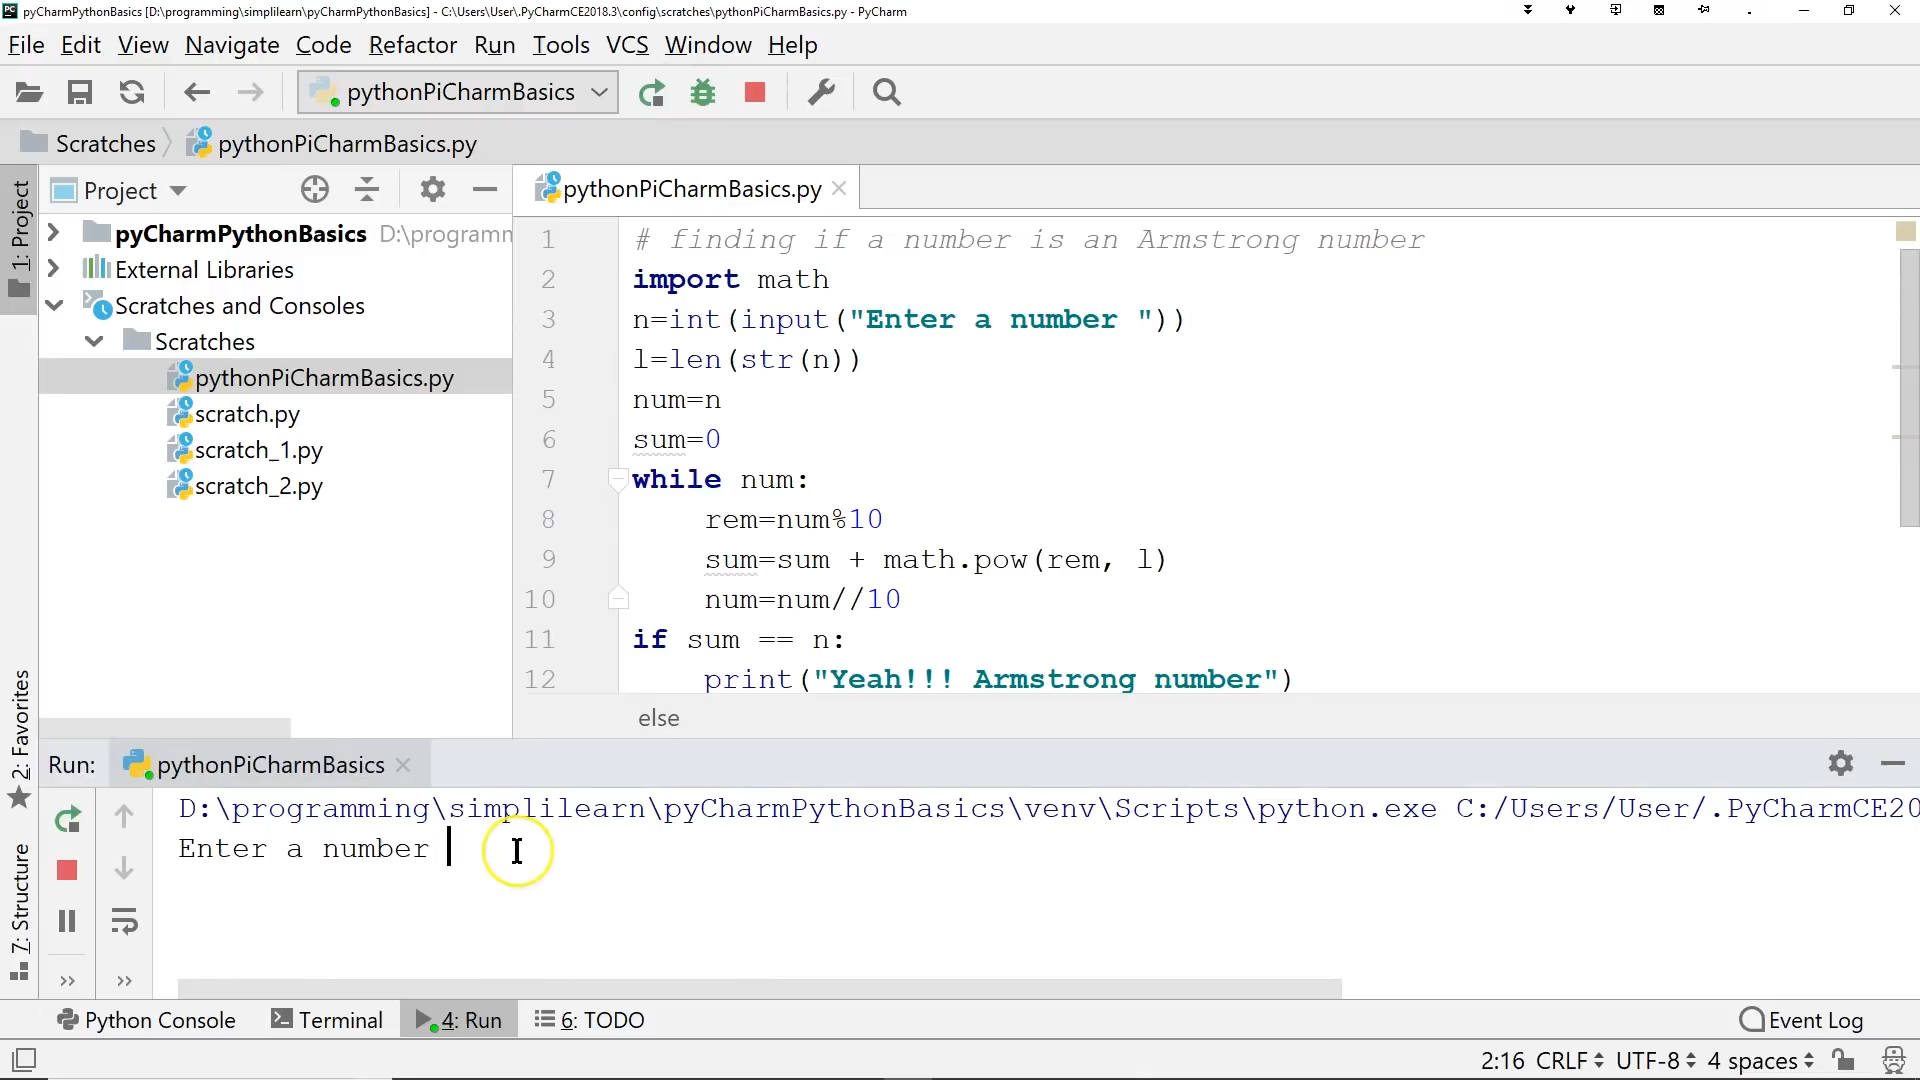 pyCharmPythonBasics [D:\programming\simplilearn\pyCharmPythonBasics] - C:\Users\User\.PyCharmCE2018.3\config\scratches\pythonPiCharmBasics.py - PyCharm
File Edit View Navigate Code Refactor Run Tools VCS Window Help
pythonPiCharmBasics
Scratches pythonPiCharmBasics.py
1: Project
Project
pythonPiCharmBasics.py
pyCharmPythonBasics D:\programm
External Libraries
Scratches and Consoles
Scratches
pythonPiCharmBasics.py
scratch.py
scratch_1.py
scratch_2.py
1 # finding if a number is an Armstrong number
2 import math
3 n=int(input("Enter a number "))
4 l=len(str(n))
5 num=n
6 sum=0
7 while num:
8 rem=num%10
9 sum=sum + math.pow(rem, l)
10 num=num//10
11 if sum == n:
12 print("Yeah!!! Armstrong number")
else
2: Favorites
7: Structure
Run: pythonPiCharmBasics
D:\programming\simplilearn\pyCharmPythonBasics\venv\Scripts\python.exe C:/Users/User/.PyCharmCE20
Enter a number
Python Console Terminal 4: Run 6: TODO Event Log
2:16 CRLF UTF-8 4 spaces